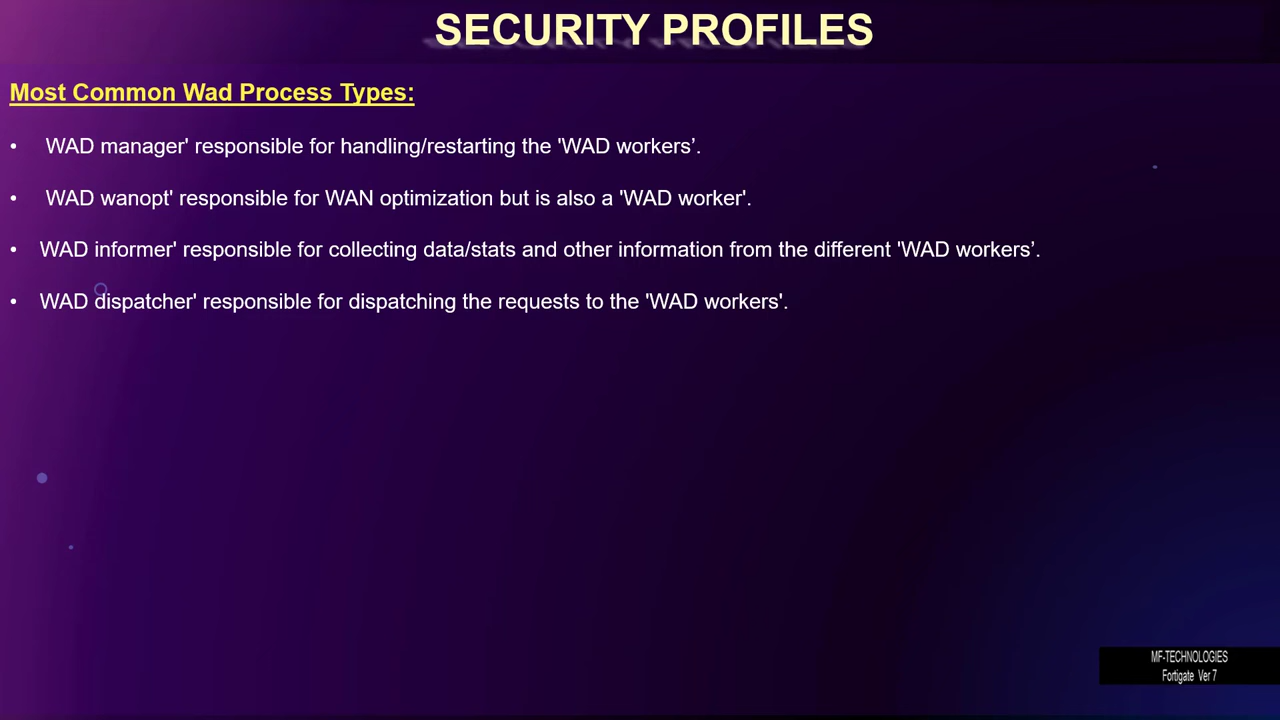 SECURITY PROFILES
Most Common Wad Process Types:
• WAD manager' responsible for handling/restarting the 'WAD workers’.
• WAD wanopt' responsible for WAN optimization but is also a 'WAD worker'.
• WAD informer' responsible for collecting data/stats and other information from the different 'WAD workers’.
• WAD dispatcher' responsible for dispatching the requests to the 'WAD workers'.
MF-TECHNOLOGIES
Fortigate Ver 7